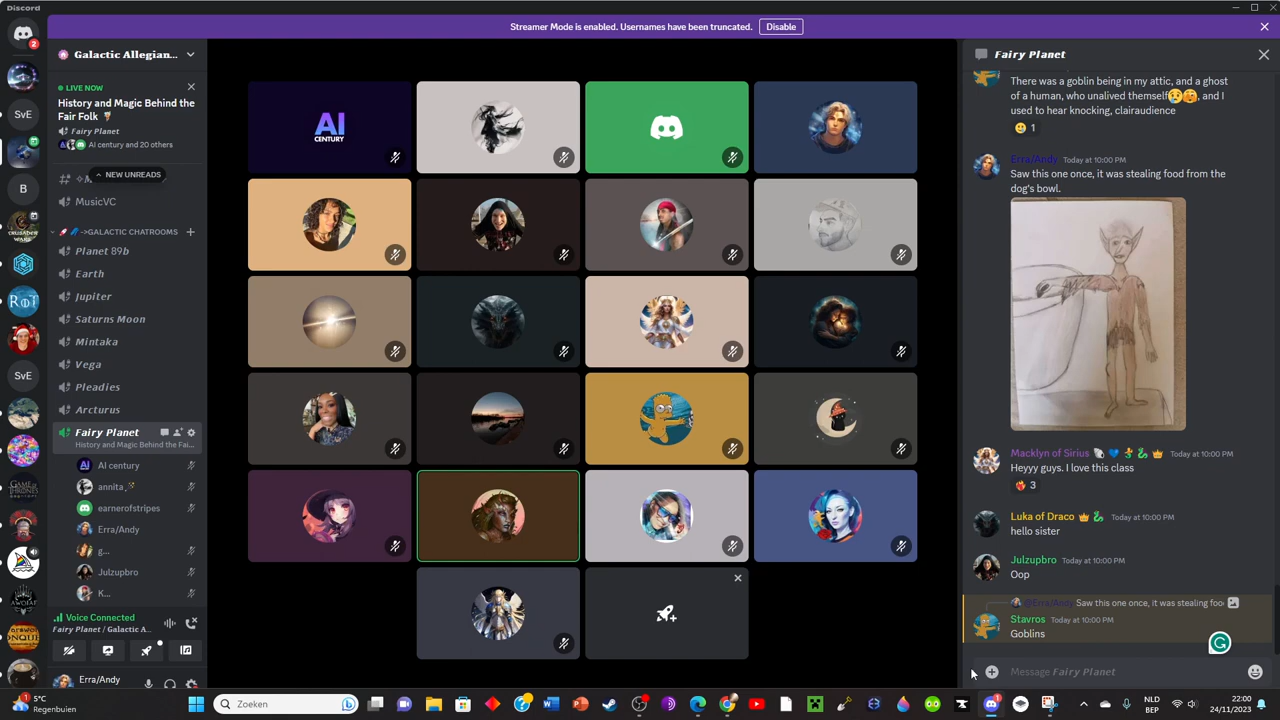 Discord
Streamer Mode is enabled. Usernames have been truncated.
Disable
2
Galactic Allegian...
LIVE NOW
History and Magic Behind the
Fair Folk
Fairy Planet
AI century and 20 others
NEW UNREADS
MusicVC
->GALACTIC CHATROOMS
Planet 89b
Earth
Jupiter
Saturns Moon
Mintaka
Vega
Pleadies
Arcturus
Fairy Planet
History and Magic Behind the Fai...
AI century
annita
earnerofstripes
Erra/Andy
g...
Julzupbro
K...
Voice Connected
Fairy Planet / Galactic A...
Erra/Andy
SvE
B
SvE
AI
CENTURY
Fairy Planet
There was a goblin being in my attic, and a ghost
of a human, who unalived themself😢🤭, and I
used to hear knocking, clairaudience
1
Erra/Andy Today at 10:00 PM
Saw this one once, it was stealing food from the
dog's bowl.
Macklyn of Sirius Today at 10:00 PM
Heyyy guys. I love this class
3
Luka of Draco Today at 10:00 PM
hello sister
Julzupbro Today at 10:00 PM
Oop
@Erra/Andy Saw this one once, it was stealing foo
Stavros Today at 10:00 PM
Goblins
Message Fairy Planet
5°C
Regenbuien
Zoeken
NLD
BEP
22:00
24/11/2023